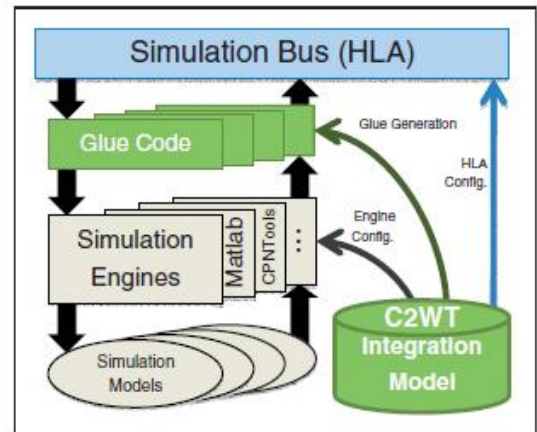 Simulation Bus (HLA)
Glue Code
Glue Generation
HLA
Config.
Simulation
Engines
Matlab
CPNTools
...
Engine
Config.
C2WT
Integration
Model
Simulation
Models